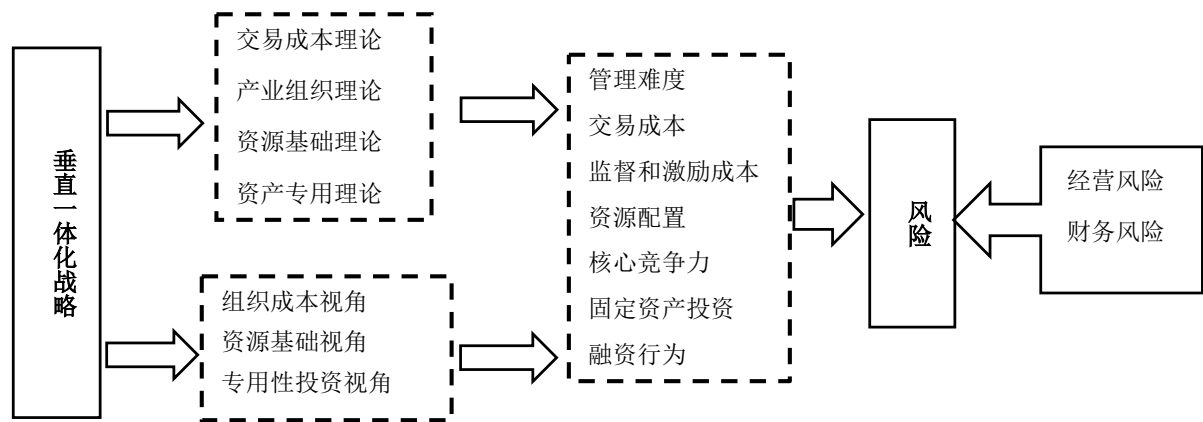 垂直一体化战略
交易成本理论
产业组织理论
资源基础理论
资产专用理论
组织成本视角
资源基础视角
专用性投资视角
管理难度
交易成本
监督和激励成本
资源配置
核心竞争力
固定资产投资
融资行为
风险
经营风险
财务风险